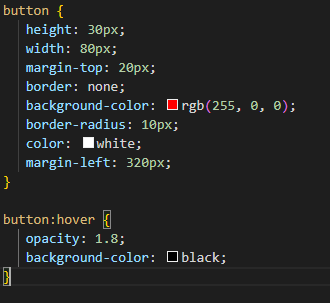 button {
height: 30px;
width: 80px;
margin-top: 20px;
border: none;
background-color: rgb(255, 0, 0);
border-radius: 10px;
color: white;
margin-left: 320px;
}
button:hover {
opacity: 1.8;
background-color: black;
}